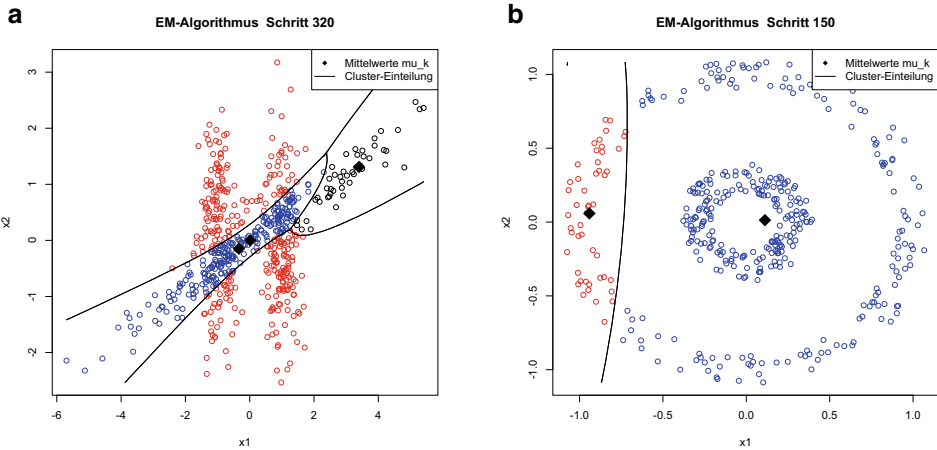 a
EM-Algorithmus Schritt 320
Mittelwerte mu_k
Cluster-Einteilung
x2
3
2
1
0
-1
-2
-6
-4
-2
0
2
4
x1
b
EM-Algorithmus Schritt 150
Mittelwerte mu_k
Cluster-Einteilung
x2
1.0
0.5
0.0
-0.5
-1.0
-1.0
-0.5
0.0
0.5
1.0
x1